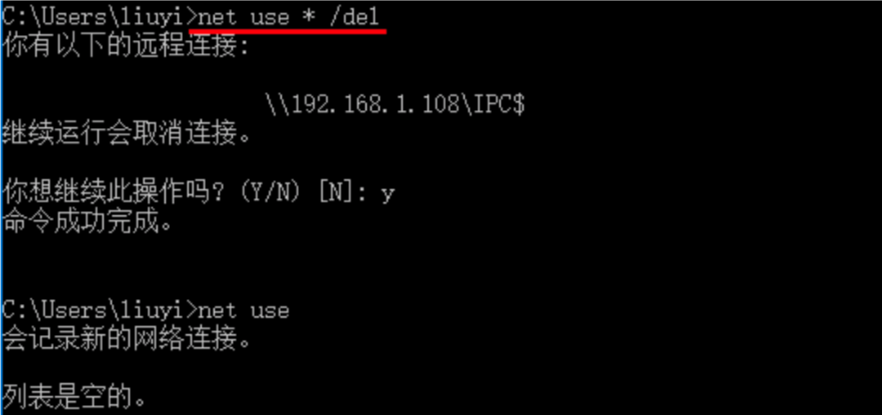 C:\Users\liuyi>net use * /del
你有以下的远程连接:
\\192.168.1.108\IPC$
继续运行会取消连接。
你想继续此操作吗? (Y/N) [N]: y
命令成功完成。
C:\Users\liuyi>net use
会记录新的网络连接。
列表是空的。